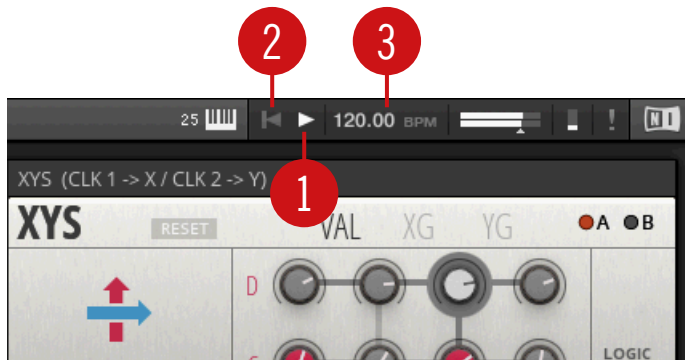 2 3
25 120.00 BPM ! NI
XYS (CLK 1 -> X / CLK 2 -> Y)
1
XYS RESET VAL XG YG A B
D
LOGIC